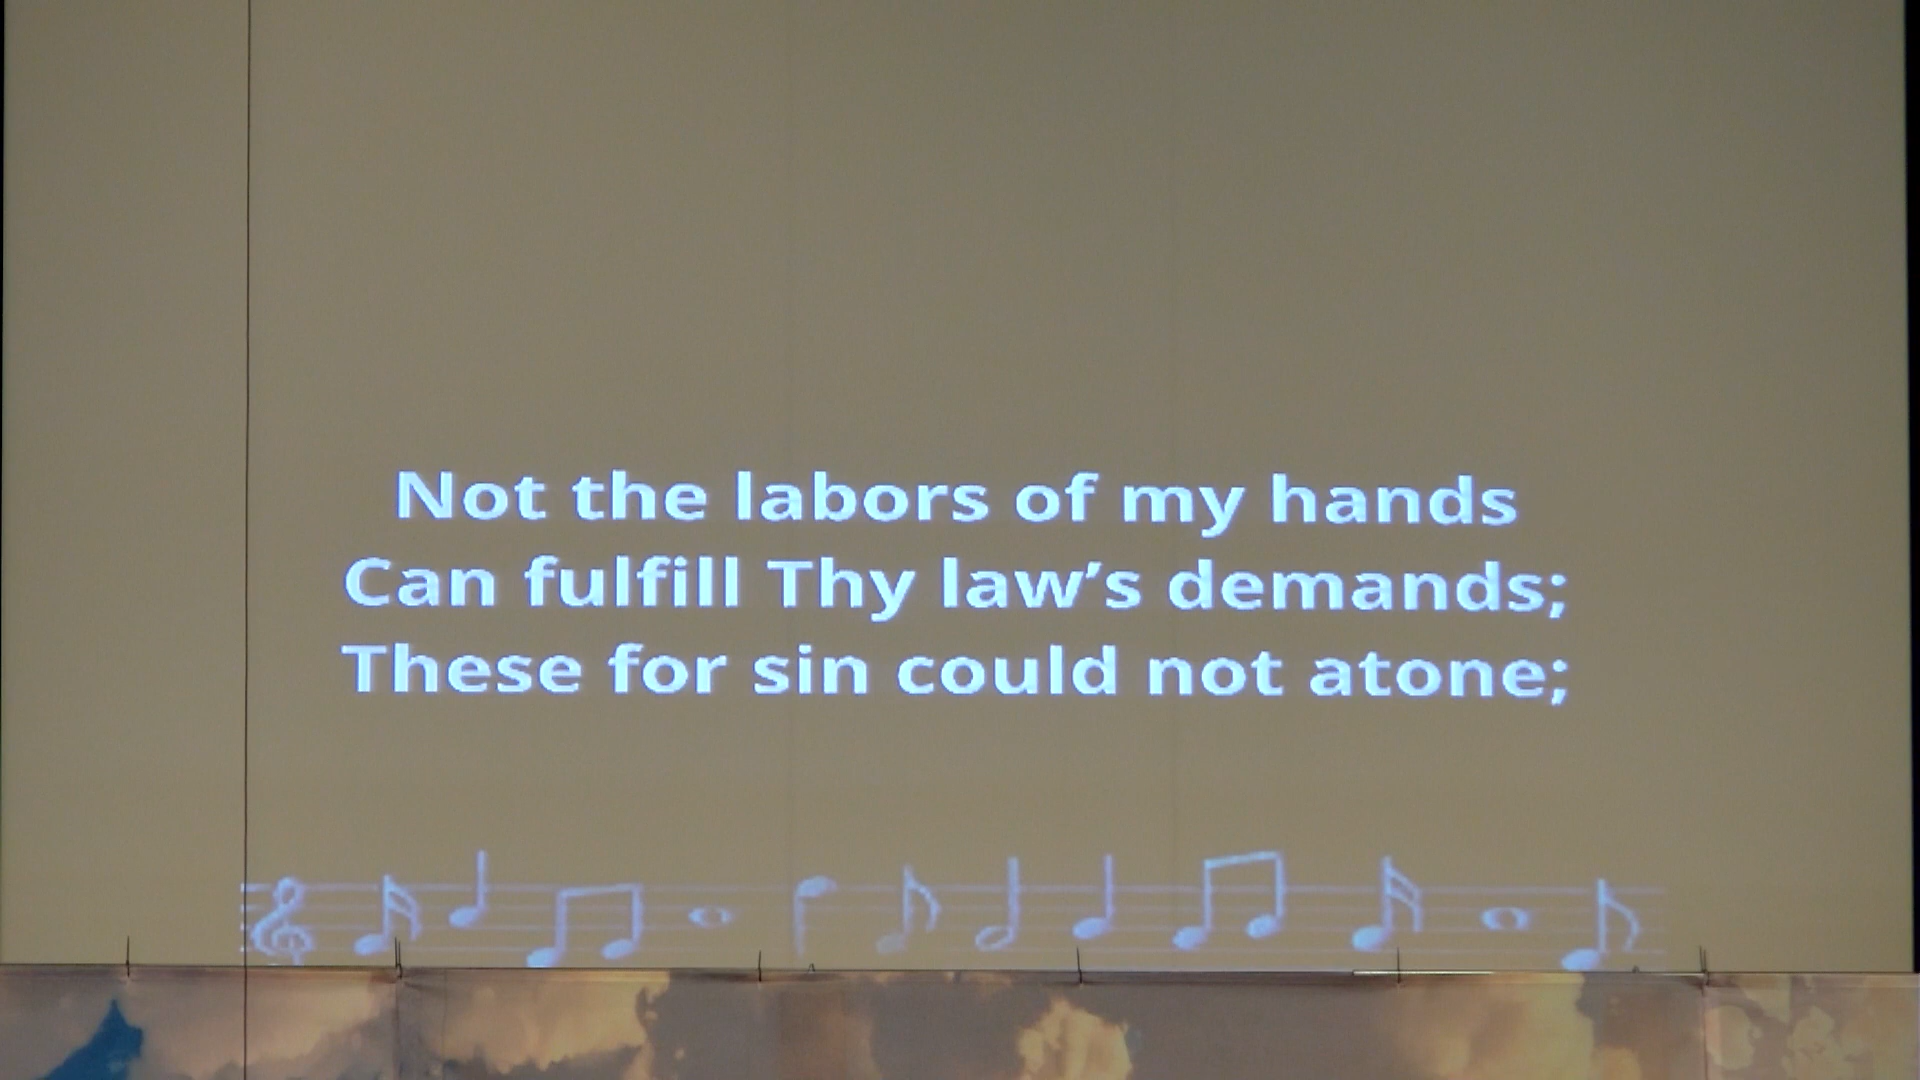 Not the labors of my hands
Can fulfill Thy law’s demands;
These for sin could not atone;